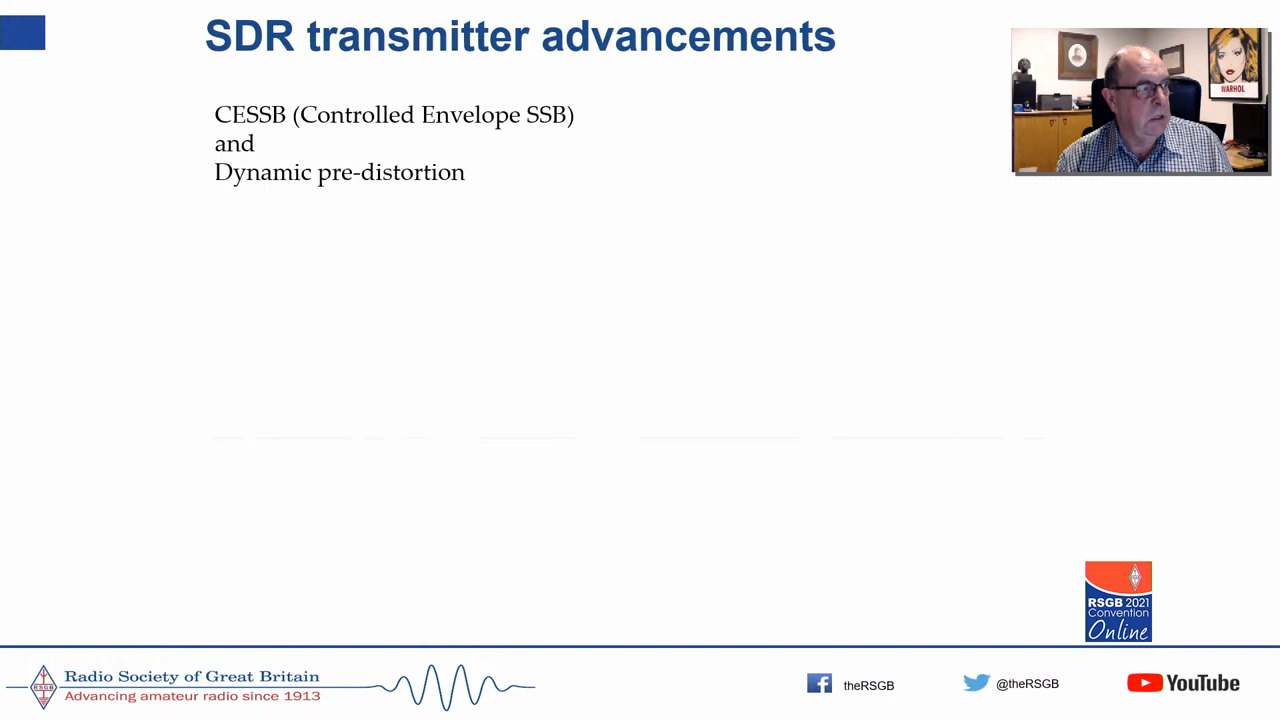 SDR transmitter advancements
WARHOL
CESSB (Controlled Envelope SSB)
and
Dynamic pre-distortion
RSGB 2021
Convention
Online
RSGB
Radio Society of Great Britain
Advancing amateur radio since 1913
theRSGB
@theRSGB
YouTube